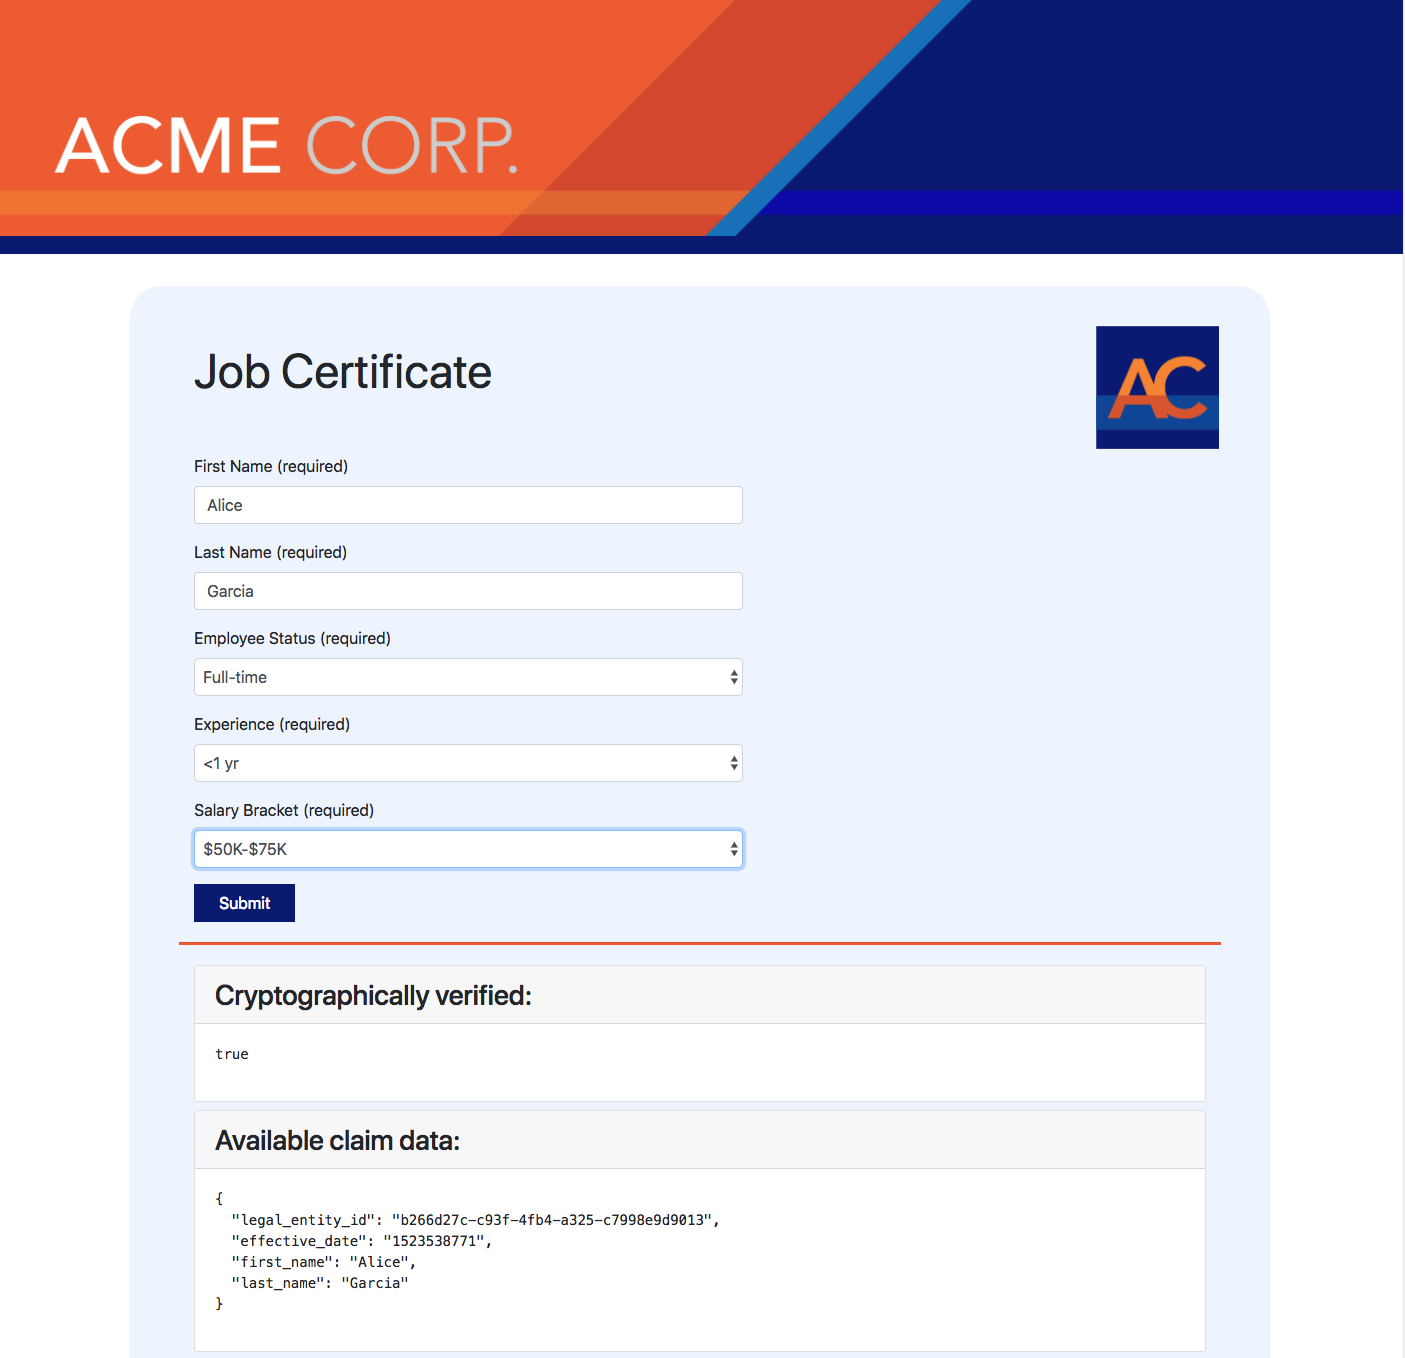 ACME CORP.
Job Certificate
AC
First Name (required)
Alice
Last Name (required)
Garcia
Employee Status (required)
Full-time
Experience (required)
<1 yr
Salary Bracket (required)
$50K-$75K
Submit
Cryptographically verified:
true
Available claim data:
{
"legal_entity_id": "b266d27c-c93f-4fb4-a325-c7998e9d9013",
"effective_date": "1523538771",
"first_name": "Alice",
"last_name": "Garcia"
}